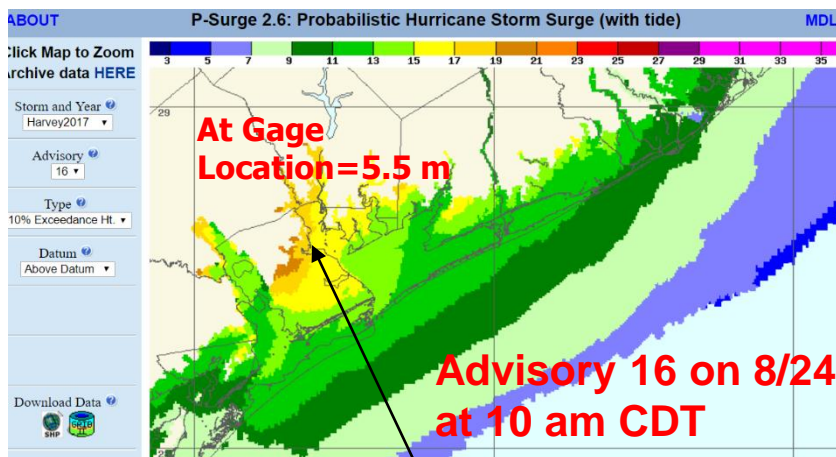 ABOUT
P-Surge 2.6: Probabilistic Hurricane Storm Surge (with tide)
MDL
Click Map to Zoom
Archive data HERE
3 5 7 9 11 13 15 17 19 21 23 25 27 29 31 33 35
Storm and Year
Harvey2017
Advisory
16
Type
10% Exceedance Ht.
Datum
Above Datum
Download Data
SHP
GRIB
29
At Gage
Location=5.5 m
Advisory 16 on 8/24
at 10 am CDT